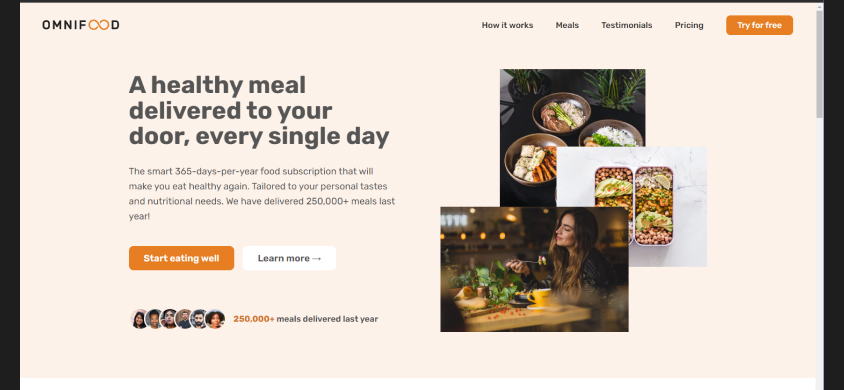 OMNIFOOD
How it works Meals Testimonials Pricing Try for free
A healthy meal
delivered to your
door, every single day
The smart 365-days-per-year food subscription that will
make you eat healthy again. Tailored to your personal tastes
and nutritional needs. We have delivered 250,000+ meals last
year!
Start eating well Learn more →
250,000+ meals delivered last year